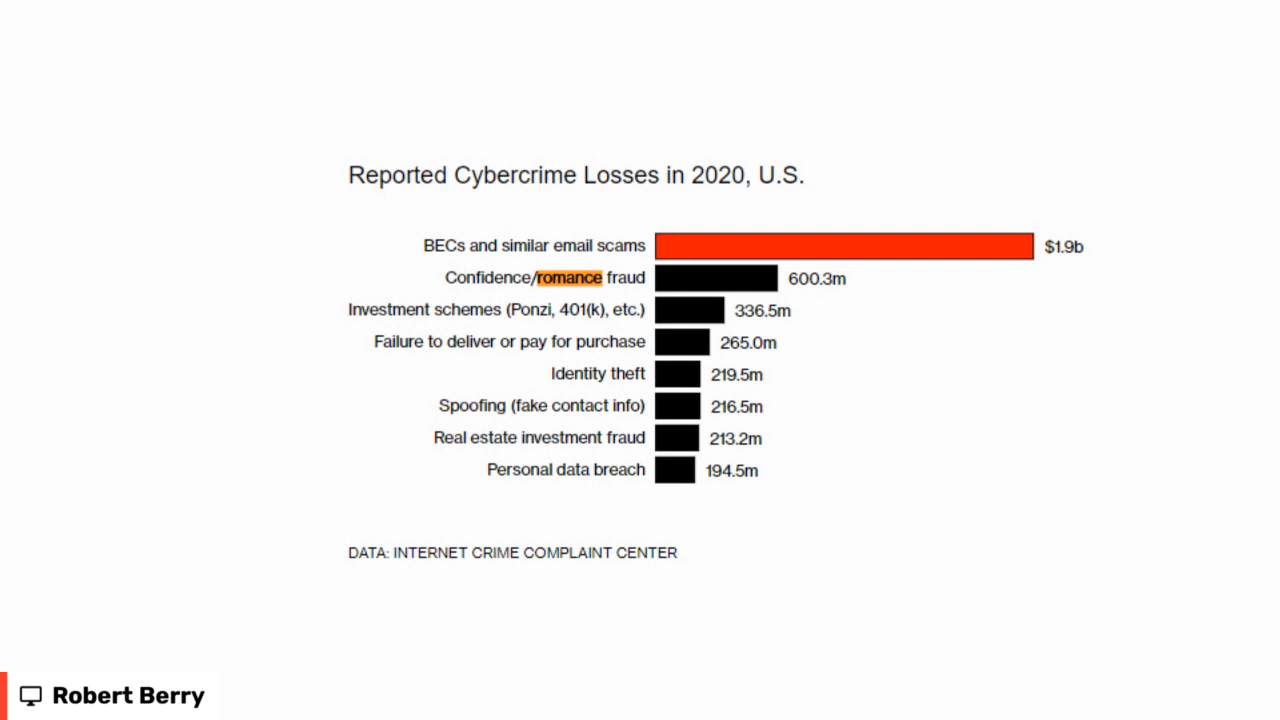 Reported Cybercrime Losses in 2020, U.S.
BECs and similar email scams $1.9b
Confidence/romance fraud 600.3m
Investment schemes (Ponzi, 401(k), etc.) 336.5m
Failure to deliver or pay for purchase 265.0m
Identity theft 219.5m
Spoofing (fake contact info) 216.5m
Real estate investment fraud 213.2m
Personal data breach 194.5m
DATA: INTERNET CRIME COMPLAINT CENTER
Robert Berry